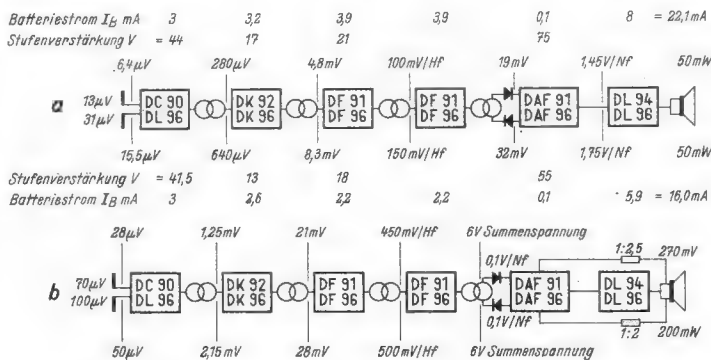 Batteriestrom I_B mA 3 3,2 3,9 3,9 0,1 8 = 22,1mA
Stufenverstärkung V = 44 17 21 75
6,4µV 280µV 4,8mV 100mV/Hf 19mV 1,45V/Nf 50mW
a 13µV DC 90 DK 92 DF 91 DF 91 DAF 91 DL 94
31µV DL 96 DK 96 DF 96 DF 96 DAF 96 DL 96
15,5µV 640µV 8,3mV 150mV/Hf 32mV 1,75V/Nf 50mW
Stufenverstärkung V = 41,5 13 18 55
Batteriestrom I_B mA 3 2,6 2,2 2,2 0,1 5,9 = 16,0mA
28µV 1,25mV 21mV 450mV/Hf 6V Summenspannung
0,1V/Nf 1:2,5 270mV
b 70µV DC 90 DK 92 DF 91 DF 91 DAF 91 DL 94
100µV DL 96 DK 96 DF 96 DF 96 DAF 96 DL 96
0,1V/Nf 1:2 200mW
50µV 2,15mV 28mV 500mV/Hf 6V Summenspannung